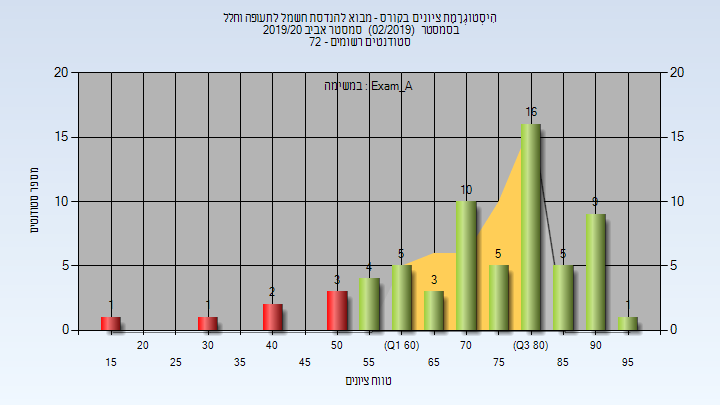 הִיסְטוֹגְרָמַת ציונים בקורס - מבוא להנדסת חשמל לתעופה וחלל
בסמסטר (02/2019) סמסטר אביב 2019/20
סטודנטים רשומים - 72
במשימה : Exam_A
20 20
15 15
10 10
5 5
0 0
מספר סטודנטים
1 1 2 3 4 5 3 10 5 16 5 9 1
20 30 40 50 (Q1 60) 70 (Q3 80) 90
15 25 35 45 55 65 75 85 95
טווח ציונים